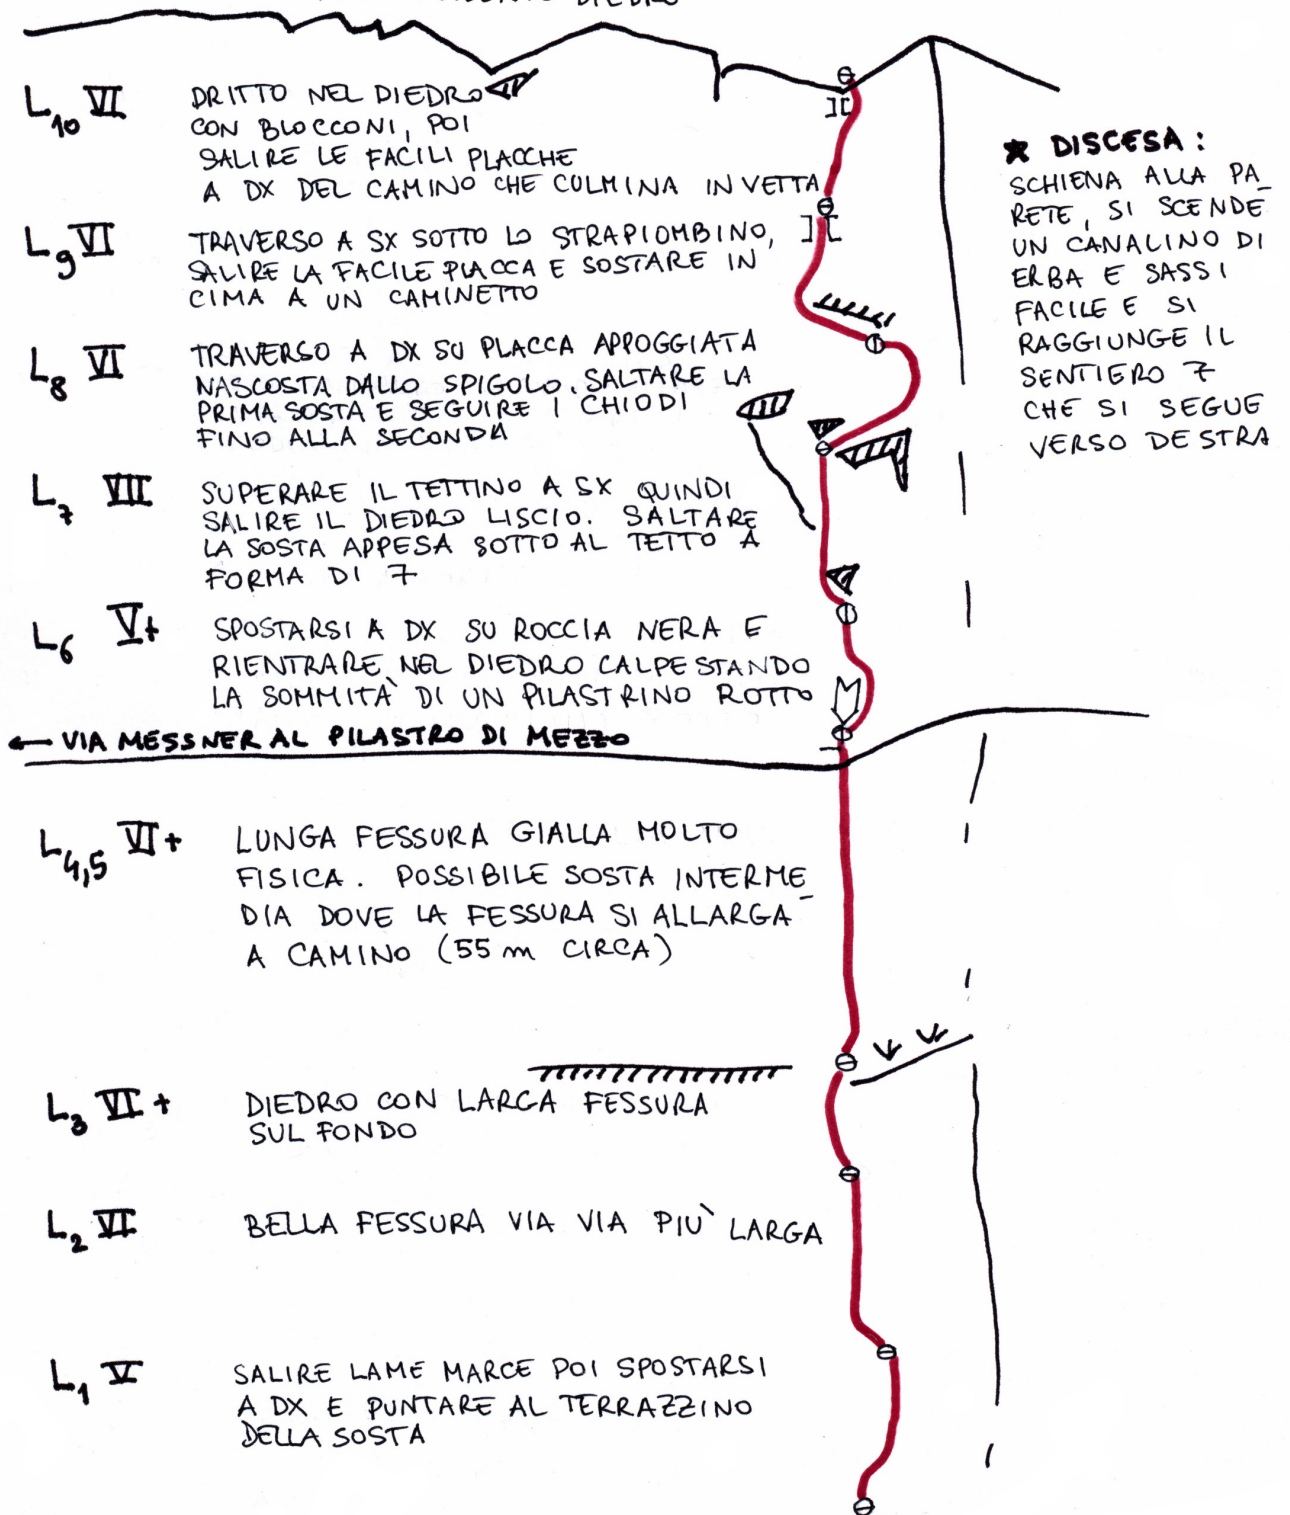 DIEDRO
L10 VI
DRITTO NEL DIEDRO
CON BLOCCONI, POI
SALIRE LE FACILI PLACCHE
A DX DEL CAMINO CHE CULMINA IN VETTA
L9 VI
TRAVERSO A SX SOTTO LO STRAPIOMBINO,
SALIRE LA FACILE PLACCA E SOSTARE IN
CIMA A UN CAMINETTO
L8 VI
TRAVERSO A DX SU PLACCA APPOGGIATA
NASCOSTA DALLO SPIGOLO. SALTARE LA
PRIMA SOSTA E SEGUIRE I CHIODI
FINO ALLA SECONDA
L7 VII
SUPERARE IL TETTINO A SX QUINDI
SALIRE IL DIEDRO LISCIO. SALTARE
LA SOSTA APPESA SOTTO AL TETTO A
FORMA DI 7
L6 V+
SPOSTARSI A DX SU ROCCIA NERA E
RIENTRARE NEL DIEDRO CALPESTANDO
LA SOMMITÀ DI UN PILASTRINO ROTTO
← VIA MESSNER AL PILASTRO DI MEZZO
L4,5 VI+
LUNGA FESSURA GIALLA MOLTO
FISICA. POSSIBILE SOSTA INTERME_
DIA DOVE LA FESSURA SI ALLARGA
A CAMINO (55 m CIRCA)
L3 VI+
DIEDRO CON LARGA FESSURA
SUL FONDO
L2 VI
BELLA FESSURA VIA VIA PIÙ LARGA
L1 V
SALIRE LAME MARCE POI SPOSTARSI
A DX E PUNTARE AL TERRAZZINO
DELLA SOSTA
★ DISCESA:
SCHIENA ALLA PA_
RETE, SI SCENDE
UN CANALINO DI
ERBA E SASSI
FACILE E SI
RAGGIUNGE IL
SENTIERO 7
CHE SI SEGUE
VERSO DESTRA